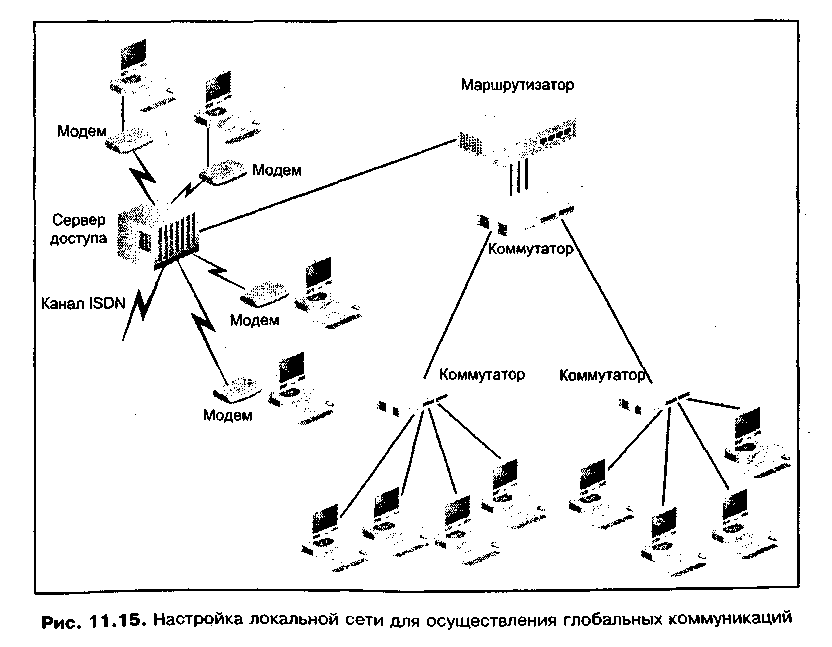 Маршрутизатор
Модем
Модем
Сервер
доступа
Коммутатор
Канал ISDN
Модем
Коммутатор
Коммутатор
Модем
Рис. 11.15. Настройка локальной сети для осуществления глобальных коммуникаций